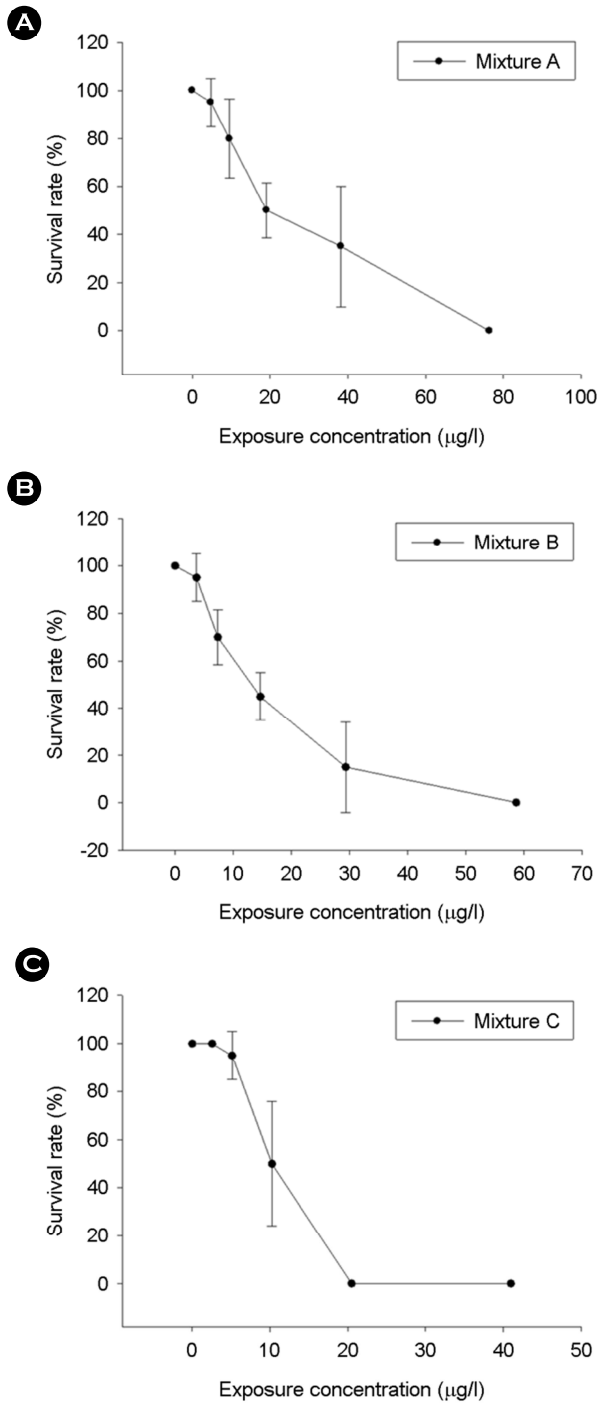 A
120
100
80
60
40
20
0
Survival rate (%)
Mixture A
0 20 40 60 80 100
Exposure concentration (μg/l)
B
120
100
80
60
40
20
0
-20
Survival rate (%)
Mixture B
0 10 20 30 40 50 60 70
Exposure concentration (μg/l)
C
120
100
80
60
40
20
0
Survival rate (%)
Mixture C
0 10 20 30 40 50
Exposure concentration (μg/l)